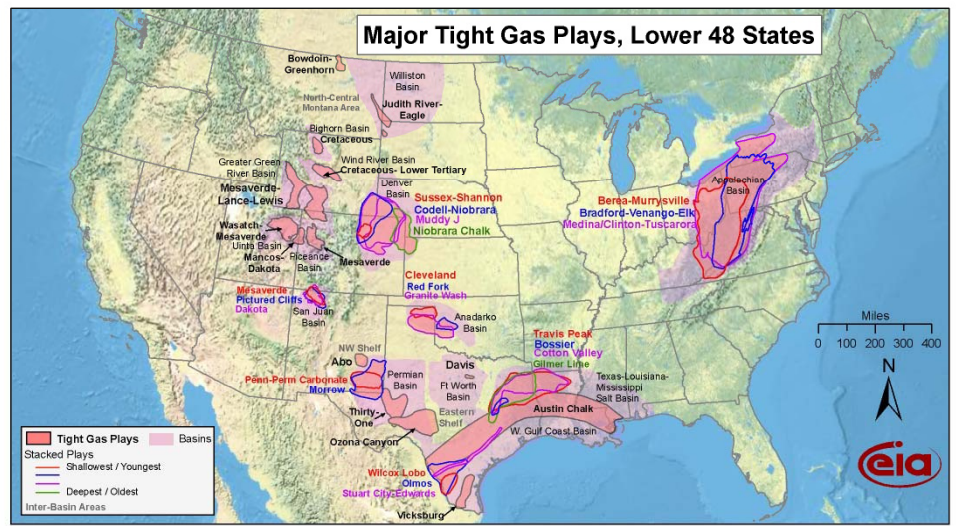 Major Tight Gas Plays, Lower 48 States
Bowdoin-
Greenhorn
Williston
Basin
North-Central
Montana Area
Judith River-
Eagle
Bighorn Basin
Cretaceous
Greater Green
River Basin
Wind River Basin
Cretaceous- Lower Tertiary
Mesaverde-
Lance-Lewis
Denver
Basin
Sussex-Shannon
Codell-Niobrara
Muddy J
Niobrara Chalk
Appalachian
Basin
Berea-Murrysville
Bradford-Venango-Elk
Medina/Clinton-Tuscarora
Wasatch-
Mesaverde
Uinta Basin
Mancos-
Dakota
Piceance
Basin
Mesaverde
Cleveland
Red Fork
Granite Wash
Mesaverde
Pictured Cliffs
Dakota
San Juan
Basin
Anadarko
Basin
Miles
0 100 200 300 400
N
Travis Peak
Bossier
Cotton Valley
Gilmer Lime
NW Shelf
Abo
Davis
Penn-Perm Carbonate
Morrow
Permian
Basin
Ft Worth
Basin
Texas-Louisiana-
Mississippi
Salt Basin
Thirty-
One
Eastern
Shelf
Austin Chalk
Ozona Canyon
W. Gulf Coast Basin
Wilcox Lobo
Olmos
Stuart City-Edwards
Vicksburg
Tight Gas Plays
Basins
Stacked Plays
Shallowest / Youngest
Deepest / Oldest
Inter-Basin Areas
eia